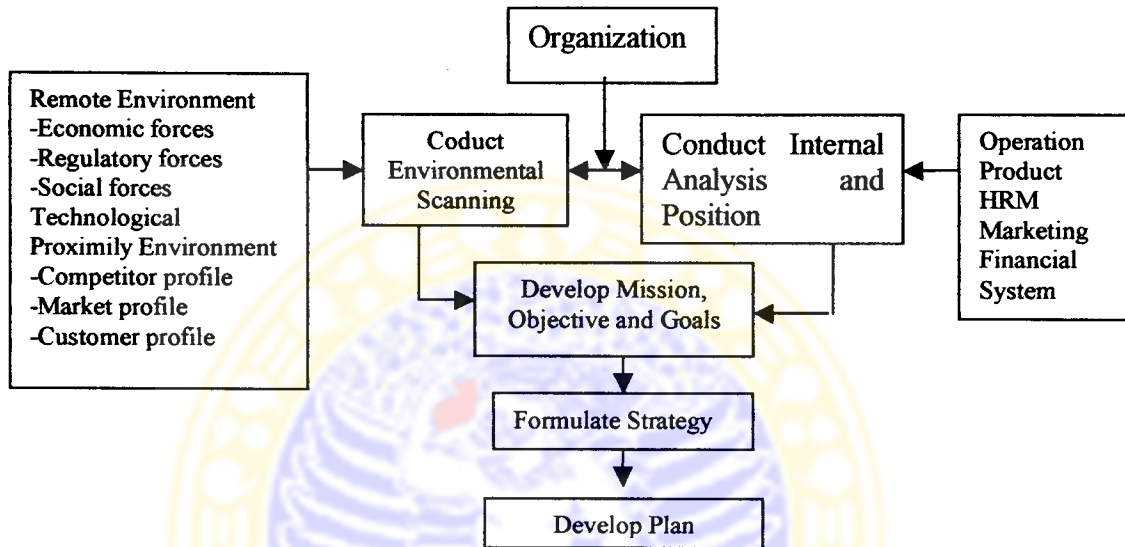 Organization
Remote Environment
-Economic forces
-Regulatory forces
-Social forces
Technological
Proximily Environment
-Competitor profile
-Market profile
-Customer profile
Coduct
Environmental
Scanning
Conduct Internal
Analysis and
Position
Operation
Product
HRM
Marketing
Financial
System
Develop Mission,
Objective and Goals
Formulate Strategy
Develop Plan